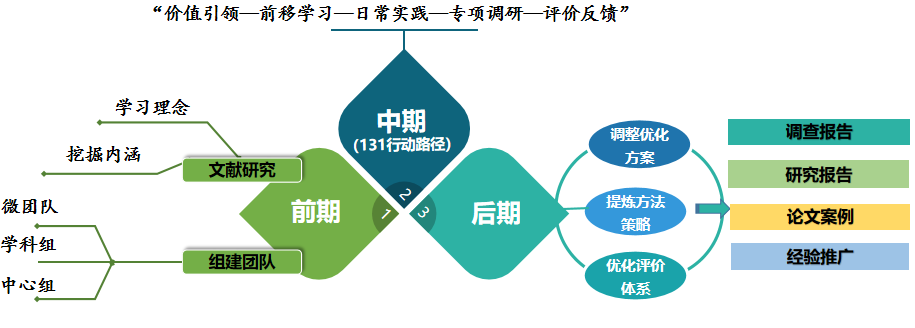 “价值引领—前移学习—日常实践—专项调研—评价反馈”
学习理念
挖掘内涵
文献研究
微团队
学科组
中心组
组建团队
前期
1
中期
(131行动路径)
2
后期
3
调整优化
方案
提炼方法
策略
优化评价
体系
调查报告
研究报告
论文案例
经验推广